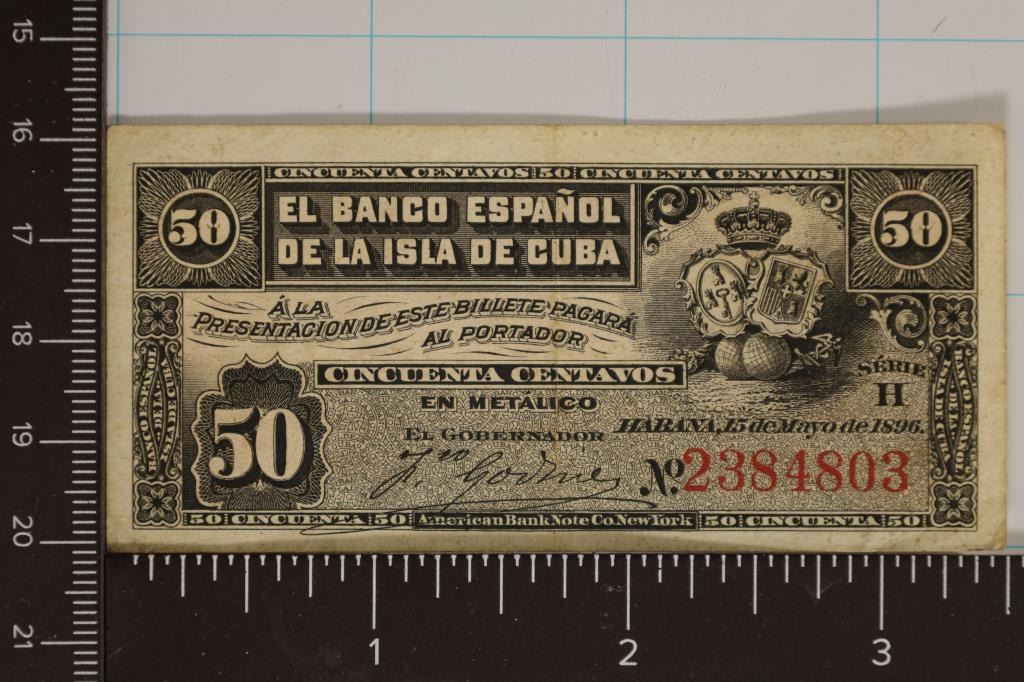 CINCUENTA CENTAVOS 50 CINCUENTA CENTAVOS
50
EL BANCO ESPAÑOL
DE LA ISLA DE CUBA
50
Á LA
PRESENTACION DE ESTE BILLETE PAGARÁ
AL PORTADOR
CINCUENTA CENTAVOS
SÉRIE
H
50
EN METÁLICO
HABANA, 15 de Mayo de 1896.
EL GOBERNADOR
Nº 2384803
50 CINCUENTA 50
American Bank Note Co. New York
50 CINCUENTA 50
15
16
17
18
19
20
21
1 2 3